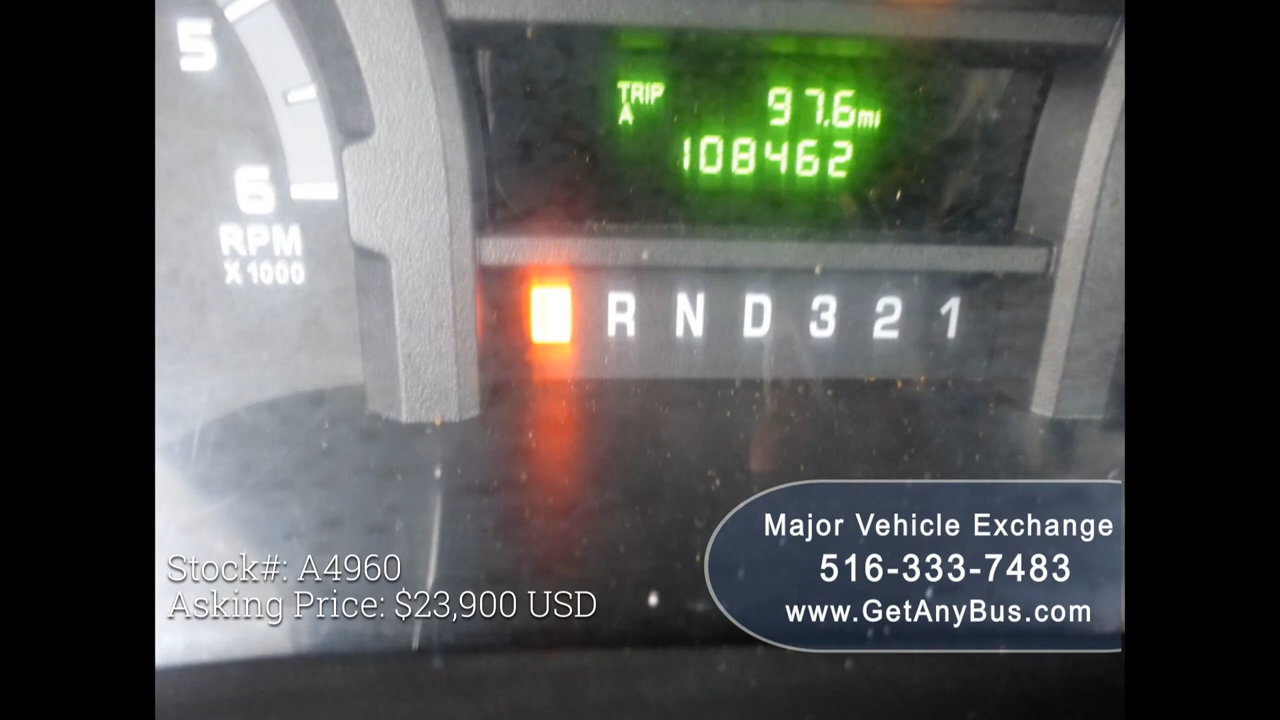 5
6
RPM
X 1000
TRIP
A
97.6mi
108462
R N D 3 2 1
Stock#: A4960
Asking Price: $23,900 USD
Major Vehicle Exchange
516-333-7483
www.GetAnyBus.com